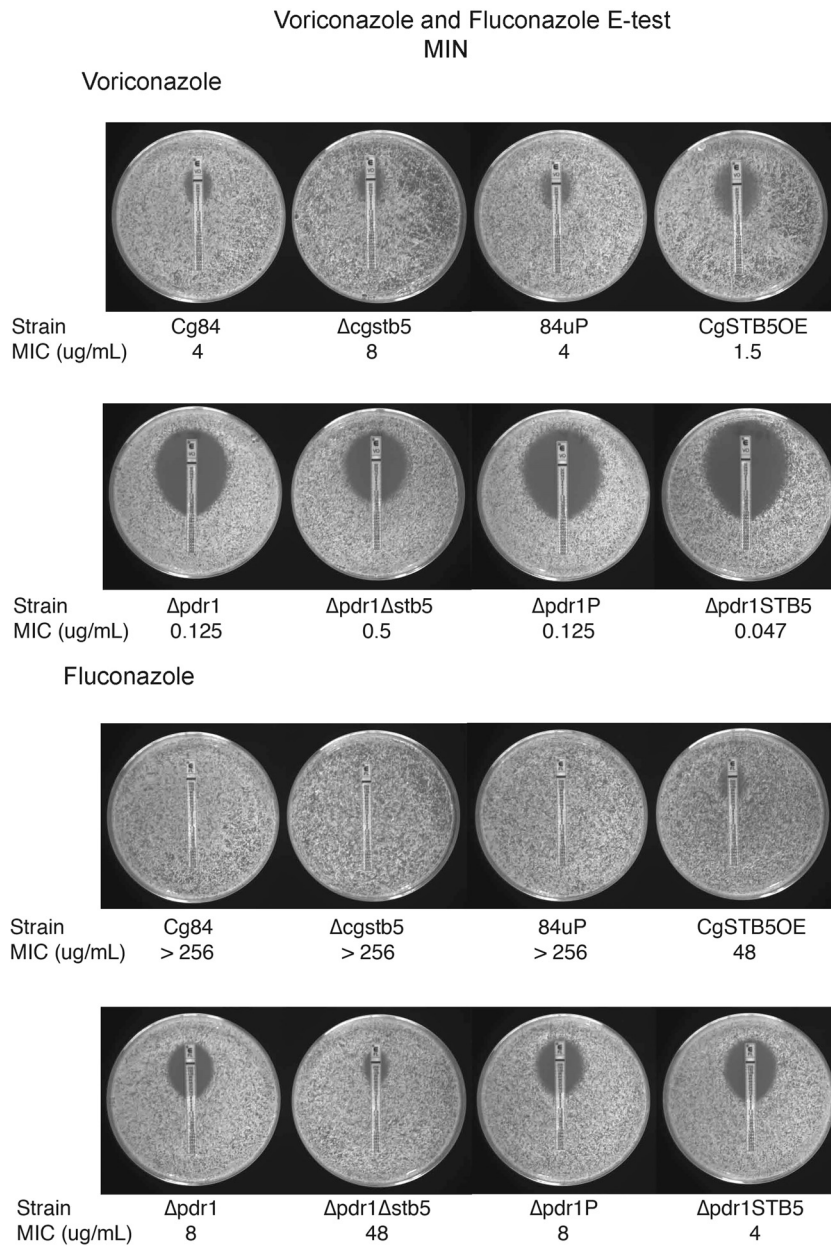 Voriconazole and Fluconazole E-test
MIN
Voriconazole
Strain Cg84 Δcgstb5 84uP CgSTB5OE
MIC (ug/mL) 4 8 4 1.5
Strain Δpdr1 Δpdr1Δstb5 Δpdr1P Δpdr1STB5
MIC (ug/mL) 0.125 0.5 0.125 0.047
Fluconazole
Strain Cg84 Δcgstb5 84uP CgSTB5OE
MIC (ug/mL) > 256 > 256 > 256 48
Strain Δpdr1 Δpdr1Δstb5 Δpdr1P Δpdr1STB5
MIC (ug/mL) 8 48 8 4